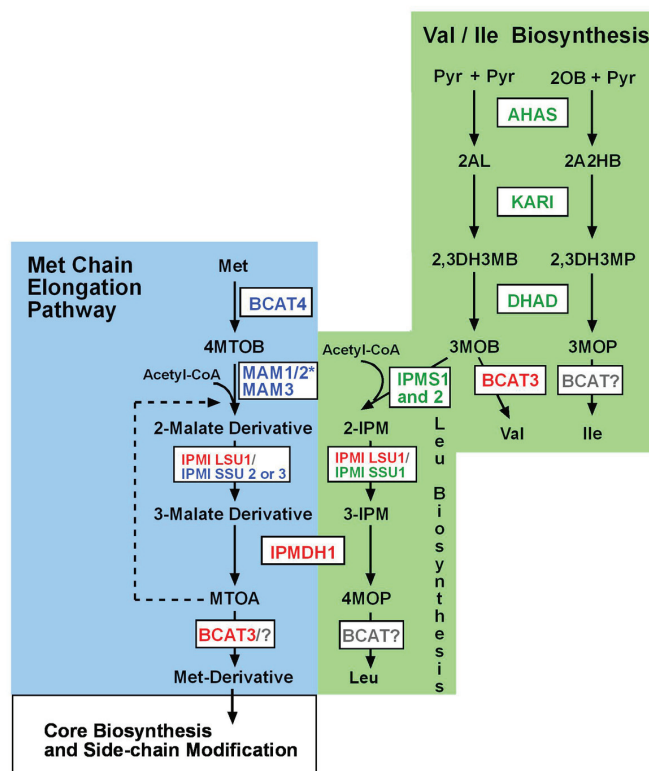 Val / Ile Biosynthesis
Pyr + Pyr
2OB + Pyr
AHAS
2AL
2A2HB
KARI
2,3DH3MB
2,3DH3MP
DHAD
3MOB
3MOP
BCAT3
BCAT?
Val
Ile
Met Chain
Elongation
Pathway
Met
BCAT4
4MTOB
Acetyl-CoA
MAM1/2*
MAM3
2-Malate Derivative
IPMI LSU1/
IPMI SSU 2 or 3
3-Malate Derivative
IPMDH1
MTOA
BCAT3/?
Met-Derivative
Acetyl-CoA
IPMS1
and 2
2-IPM
IPMI LSU1/
IPMI SSU1
3-IPM
4MOP
BCAT?
Leu
Leu Biosynthesis
Core Biosynthesis
and Side-chain Modification